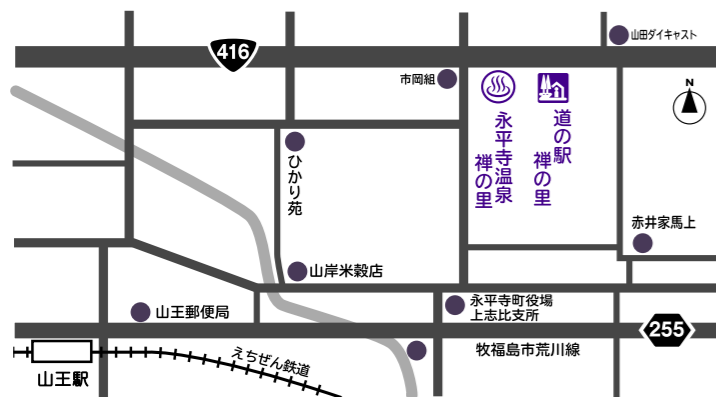 山田ダイキャスト
416
市岡組
N
道の駅
禅の里
永平寺温泉
禅の里
ひかり苑
赤井家馬上
山岸米穀店
山王郵便局
永平寺町役場
上志比支所
255
牧福島市荒川線
えちぜん鉄道
山王駅